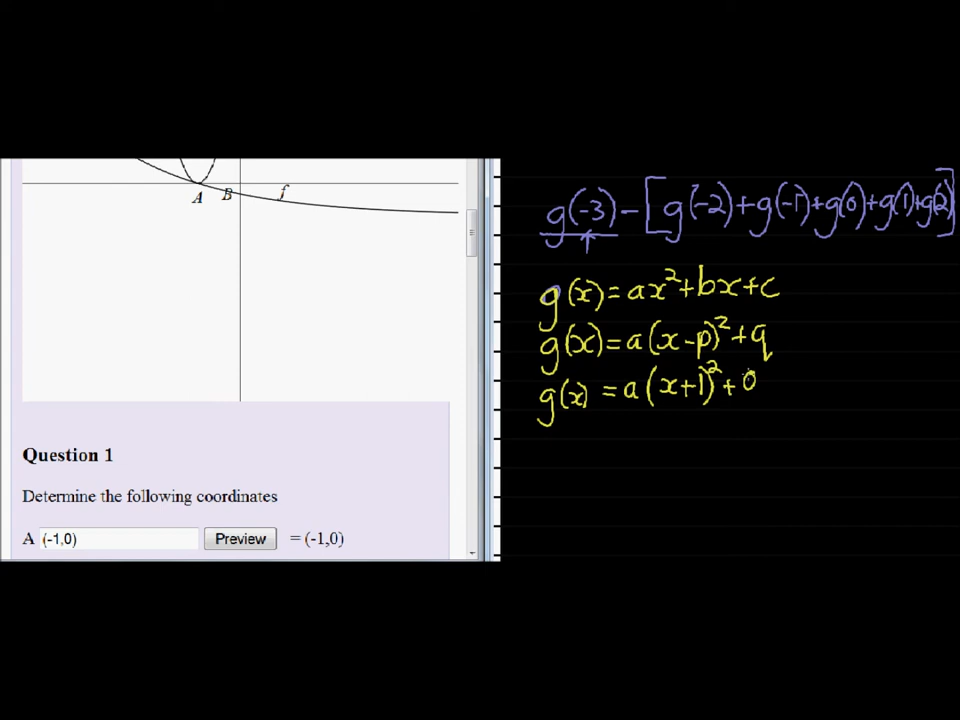 A B f
Question 1
Determine the following coordinates
A (-1,0) Preview = (-1,0)
g(-3) - [g(-2)+g(-1)+g(0)+g(1)+g(2)]
g(x) = ax²+bx+c
g(x) = a(x-p)²+q
g(x) = a(x+1)²+0